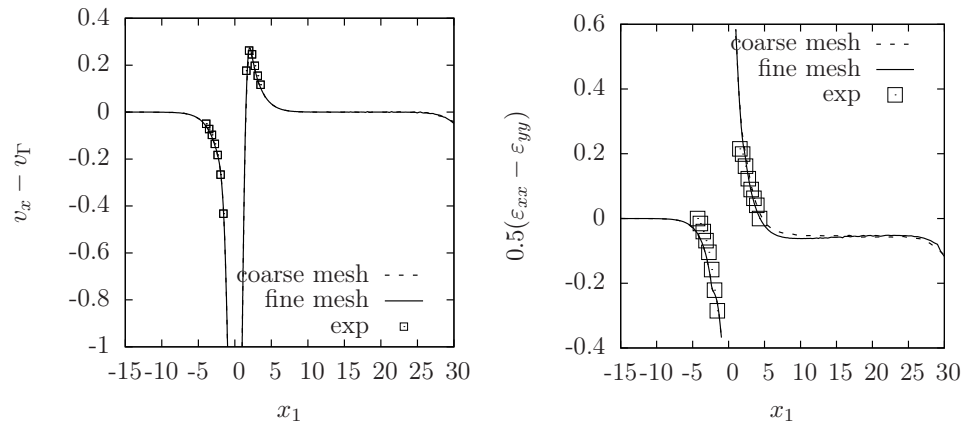 0.4
0.2
0
-0.2
-0.4
-0.6
-0.8
-1
v_x − v_Γ
coarse mesh
fine mesh
exp
-15 -10 -5 0 5 10 15 20 25 30
x_1
0.6
0.4
0.2
0
-0.2
-0.4
0.5(ε_xx − ε_yy)
coarse mesh
fine mesh
exp
-15 -10 -5 0 5 10 15 20 25 30
x_1